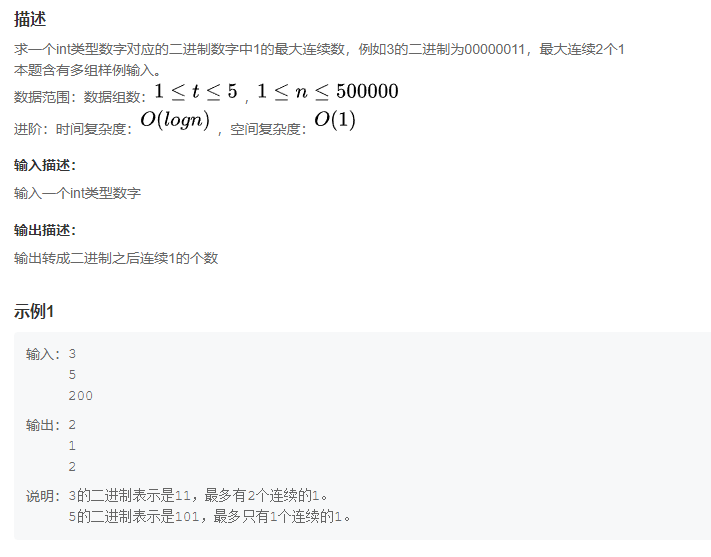 描述
求一个int类型数字对应的二进制数字中1的最大连续数，例如3的二进制为00000011，最大连续2个1
本题含有多组样例输入。
数据范围：数据组数：1 ≤ t ≤ 5 ，1 ≤ n ≤ 500000
进阶：时间复杂度：O(logn) ，空间复杂度：O(1)
输入描述：
输入一个int类型数字
输出描述：
输出转成二进制之后连续1的个数
示例1
输入：3
5
200
输出：2
1
2
说明：3的二进制表示是11，最多有2个连续的1。
5的二进制表示是101，最多只有1个连续的1。